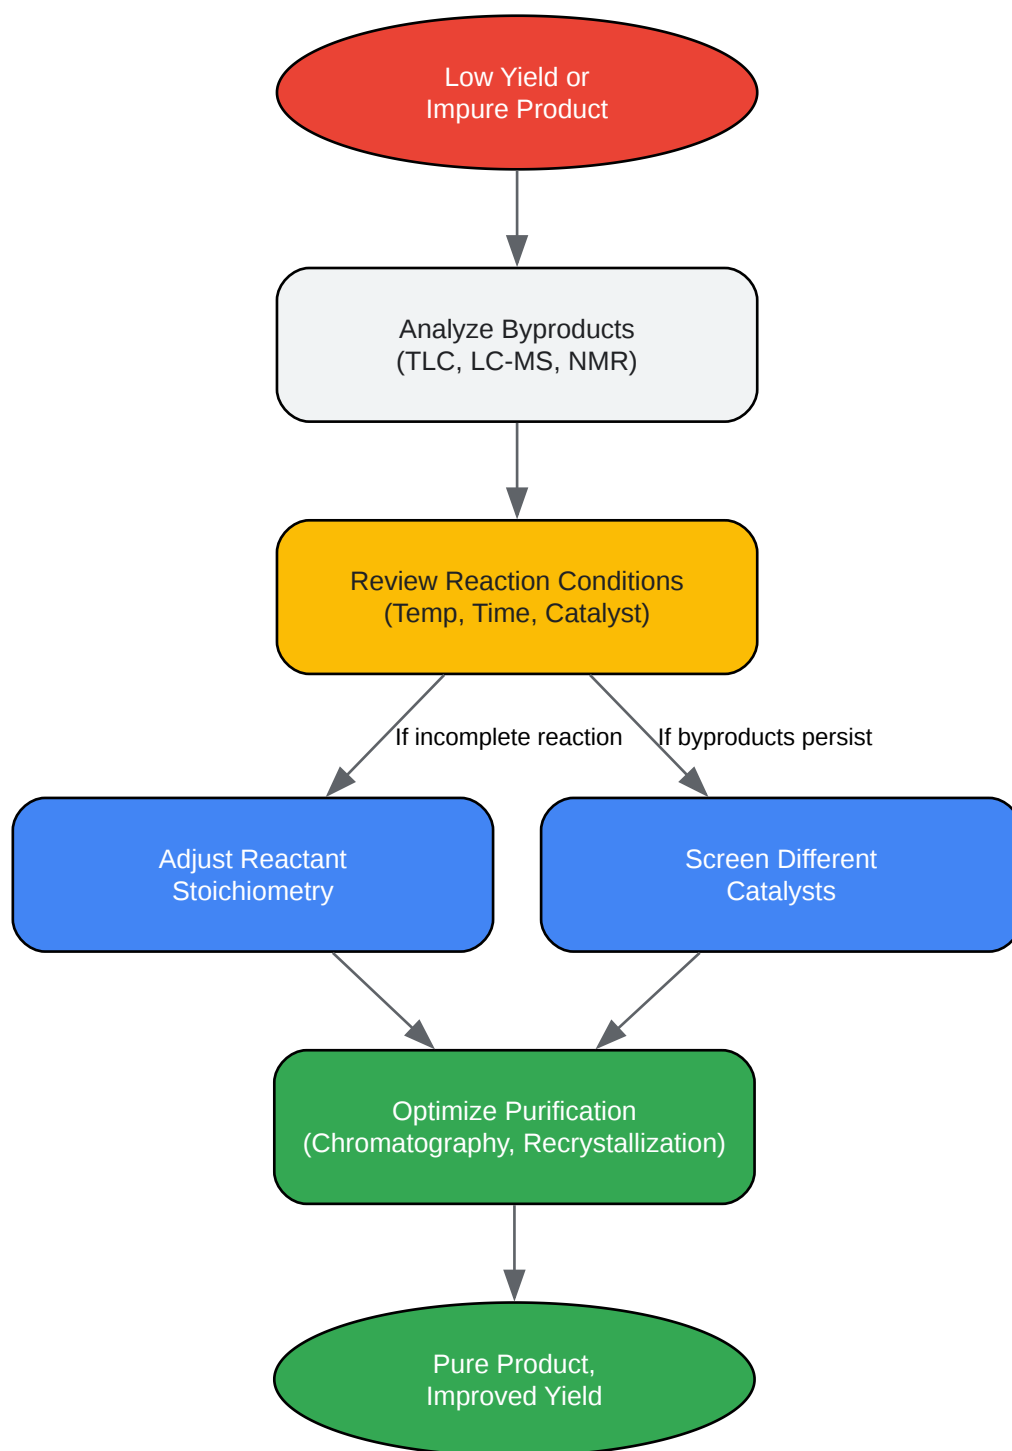 Low Yield or
Impure Product
Analyze Byproducts
(TLC, LC-MS, NMR)
Review Reaction Conditions
(Temp, Time, Catalyst)
If incomplete reaction
If byproducts persist
Adjust Reactant
Stoichiometry
Screen Different
Catalysts
Optimize Purification
(Chromatography, Recrystallization)
Pure Product,
Improved Yield